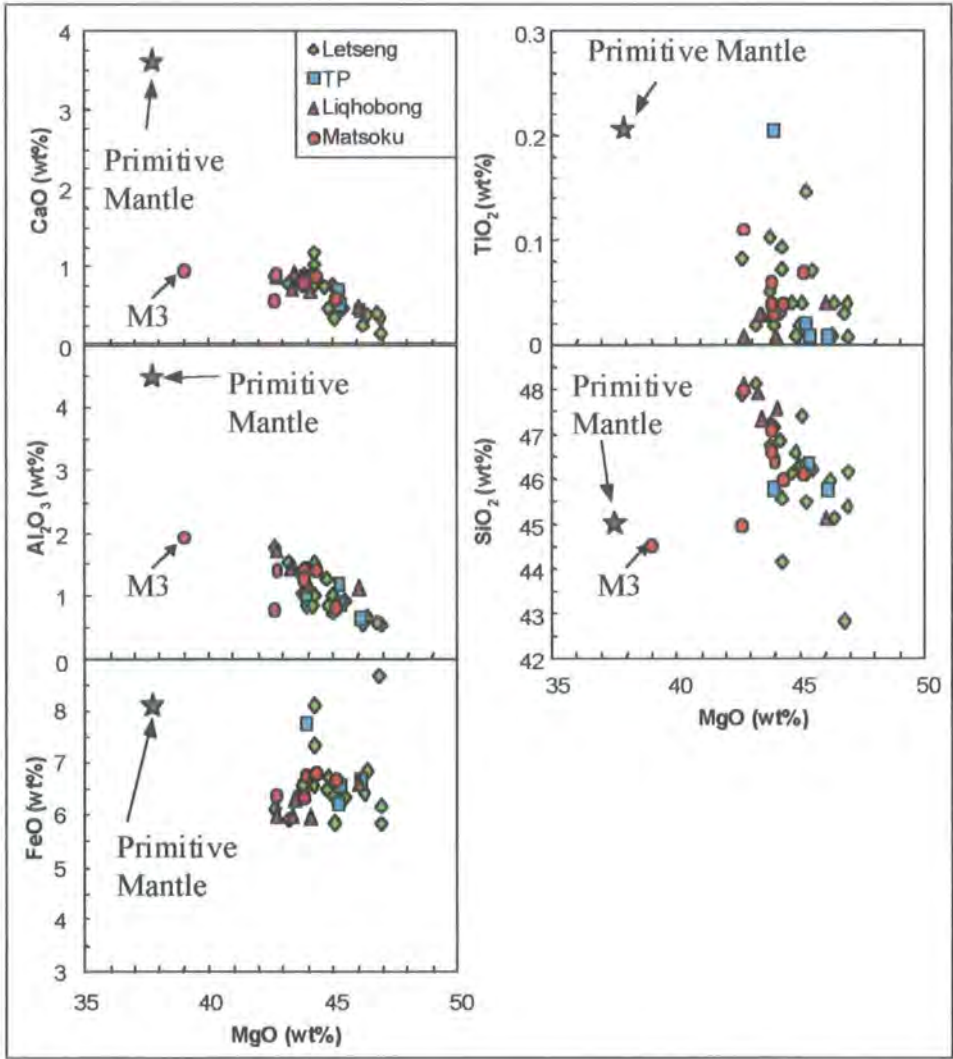 4
3
2
1
0
CaO (wt%)
Letseng
TP
Liqhobong
Matsoku
Primitive
Mantle
M3
0.3
0.2
0.1
0
TiO2 (wt%)
Primitive Mantle
4
3
2
1
0
Al2O3 (wt%)
Primitive
Mantle
M3
48
47
46
45
44
43
42
SiO2 (wt%)
Primitive
Mantle
M3
35
40
45
50
MgO (wt%)
8
7
6
5
4
3
FeO (wt%)
Primitive
Mantle
35
40
45
50
MgO (wt%)